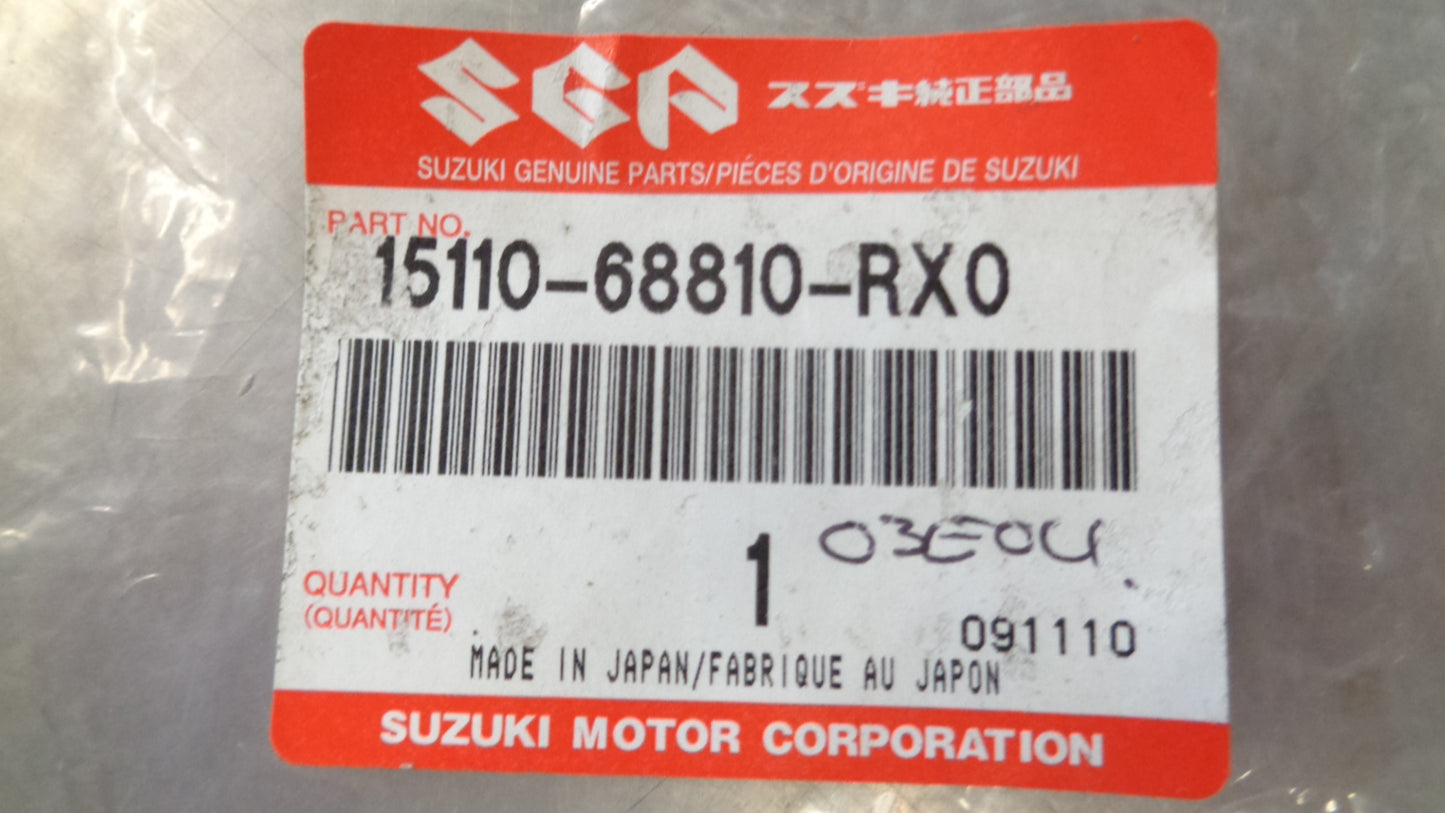 SGP スズキ純正部品
SUZUKI GENUINE PARTS/PIÉCES D'ORIGINE DE SUZUKI
PART NO.
15110-68810-RX0
1 03E04
QUANTITY
(QUANTITÉ)
091110
MADE IN JAPAN/FABRIQUE AU JAPON
SUZUKI MOTOR CORPORATION